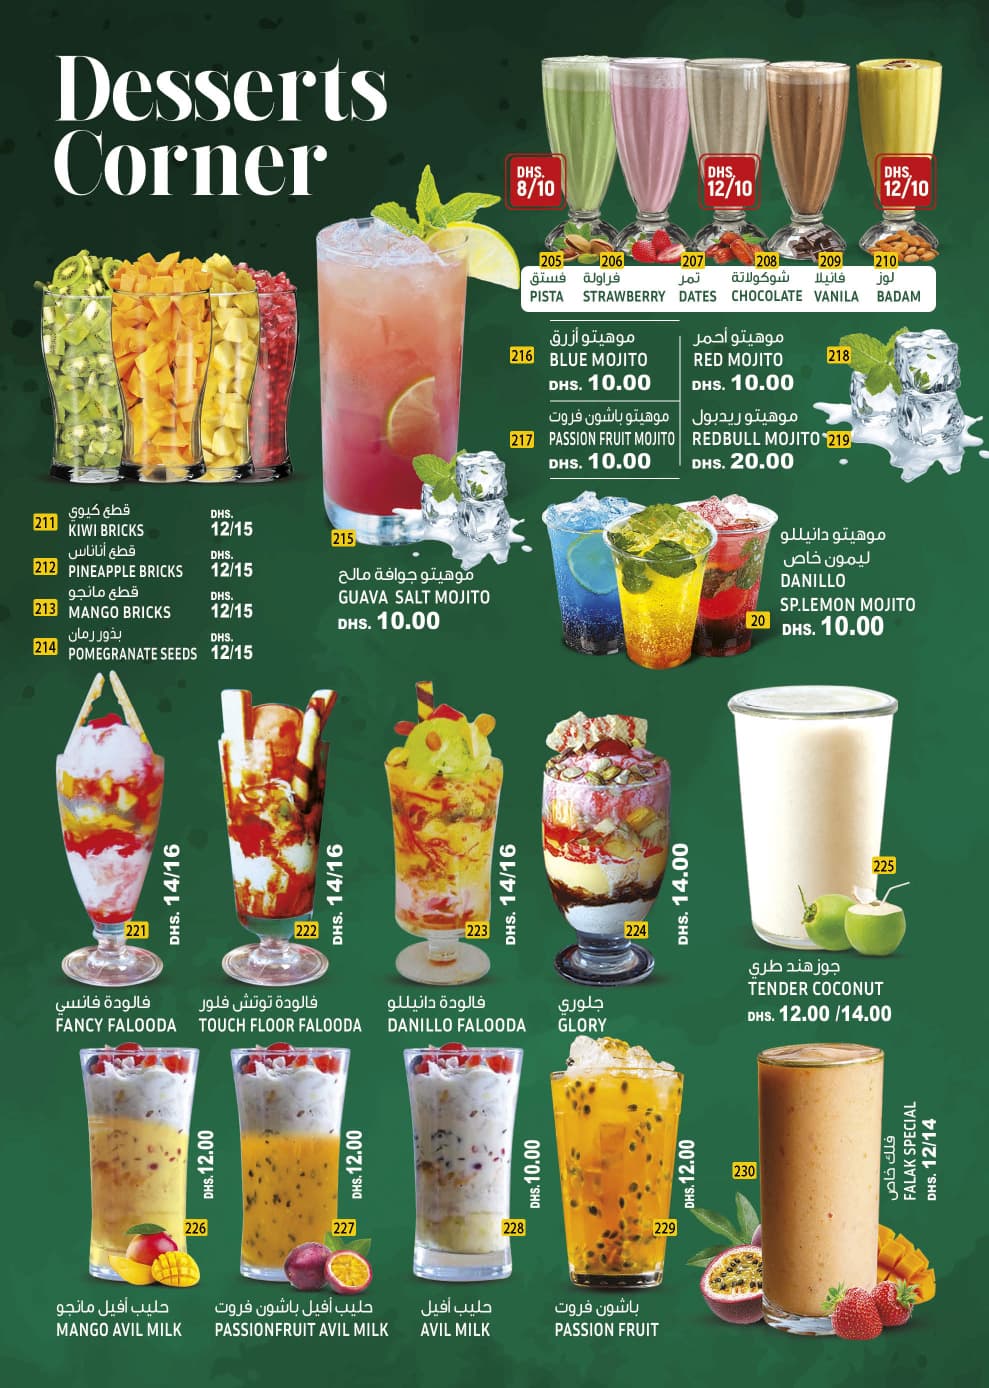 Desserts
Corner
DHS.
8/10
DHS.
12/10
DHS.
12/10
205
206
207
208
209
210
فستق
فراولة
تمر
شوكولاتة
فانيلا
لوز
PISTA
STRAWBERRY
DATES
CHOCOLATE
VANILA
BADAM
216
موهيتو أزرق
BLUE MOJITO
DHS. 10.00
موهيتو أحمر
RED MOJITO
DHS. 10.00
218
217
موهيتو باشون فروت
PASSION FRUIT MOJITO
DHS. 10.00
موهيتو ريدبول
REDBULL MOJITO
DHS. 20.00
219
211
قطع كيوي
KIWI BRICKS
DHS.
12/15
212
قطع أناناس
PINEAPPLE BRICKS
DHS.
12/15
213
قطع مانجو
MANGO BRICKS
DHS.
12/15
214
بذور رمان
POMEGRANATE SEEDS
DHS.
12/15
215
موهيتو جوافة مالح
GUAVA SALT MOJITO
DHS. 10.00
20
موهيتو دانيللو
ليمون خاص
DANILLO
SP.LEMON MOJITO
DHS. 10.00
221
DHS. 14/16
فالودة فانسي
FANCY FALOODA
222
DHS. 14/16
فالودة توتش فلور
TOUCH FLOOR FALOODA
223
DHS. 14/16
فالودة دانيللو
DANILLO FALOODA
224
DHS. 14.00
جلوري
GLORY
225
جوزهند طري
TENDER COCONUT
DHS. 12.00 /14.00
226
DHS.12.00
حليب أفيل مانجو
MANGO AVIL MILK
227
DHS.12.00
حليب أفيل باشون فروت
PASSIONFRUIT AVIL MILK
228
DHS.10.00
حليب أفيل
AVIL MILK
229
DHS.12.00
باشون فروت
PASSION FRUIT
230
فلك خاص
FALAK SPECIAL
DHS. 12/14